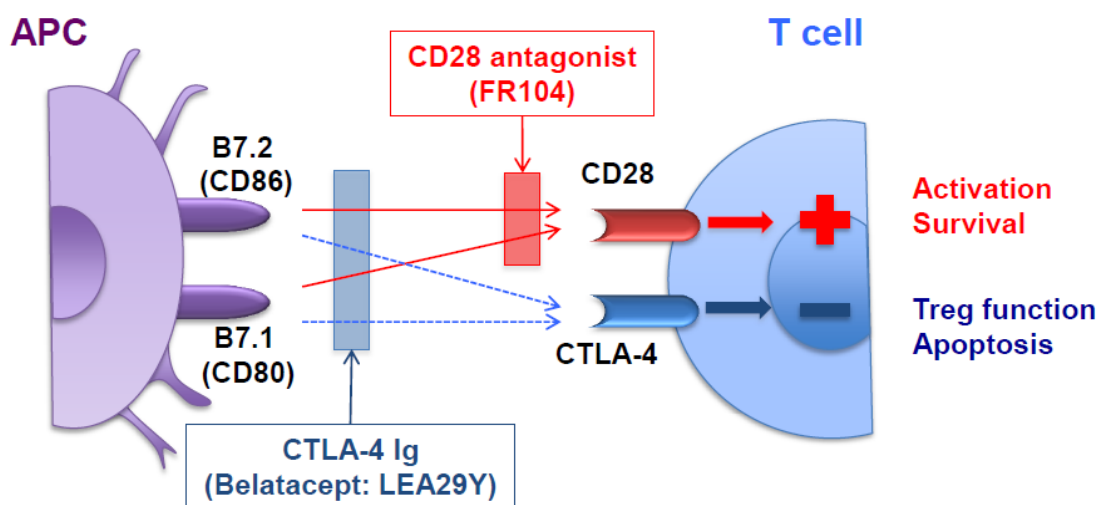 APC
T cell
CD28 antagonist
(FR104)
B7.2
(CD86)
CD28
Activation
Survival
B7.1
(CD80)
CTLA-4
Treg function
Apoptosis
CTLA-4 Ig
(Belatacept: LEA29Y)